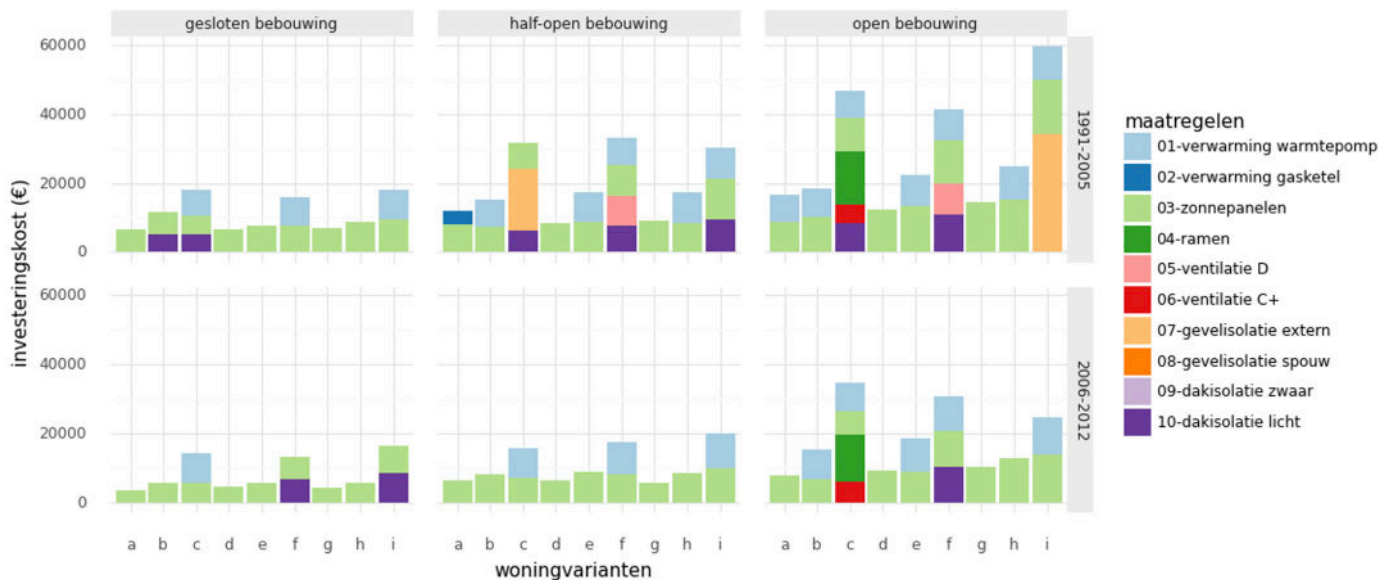 gesloten bebouwing
half-open bebouwing
open bebouwing
investeringskost (€)
60000
40000
20000
0
1991-2005
60000
40000
20000
0
2006-2012
a b c d e f g h i
a b c d e f g h i
a b c d e f g h i
woningvarianten
maatregelen
01-verwarming warmtepomp
02-verwarming gasketel
03-zonnepanelen
04-ramen
05-ventilatie D
06-ventilatie C+
07-gevelisolatie extern
08-gevelisolatie spouw
09-dakisolatie zwaar
10-dakisolatie licht